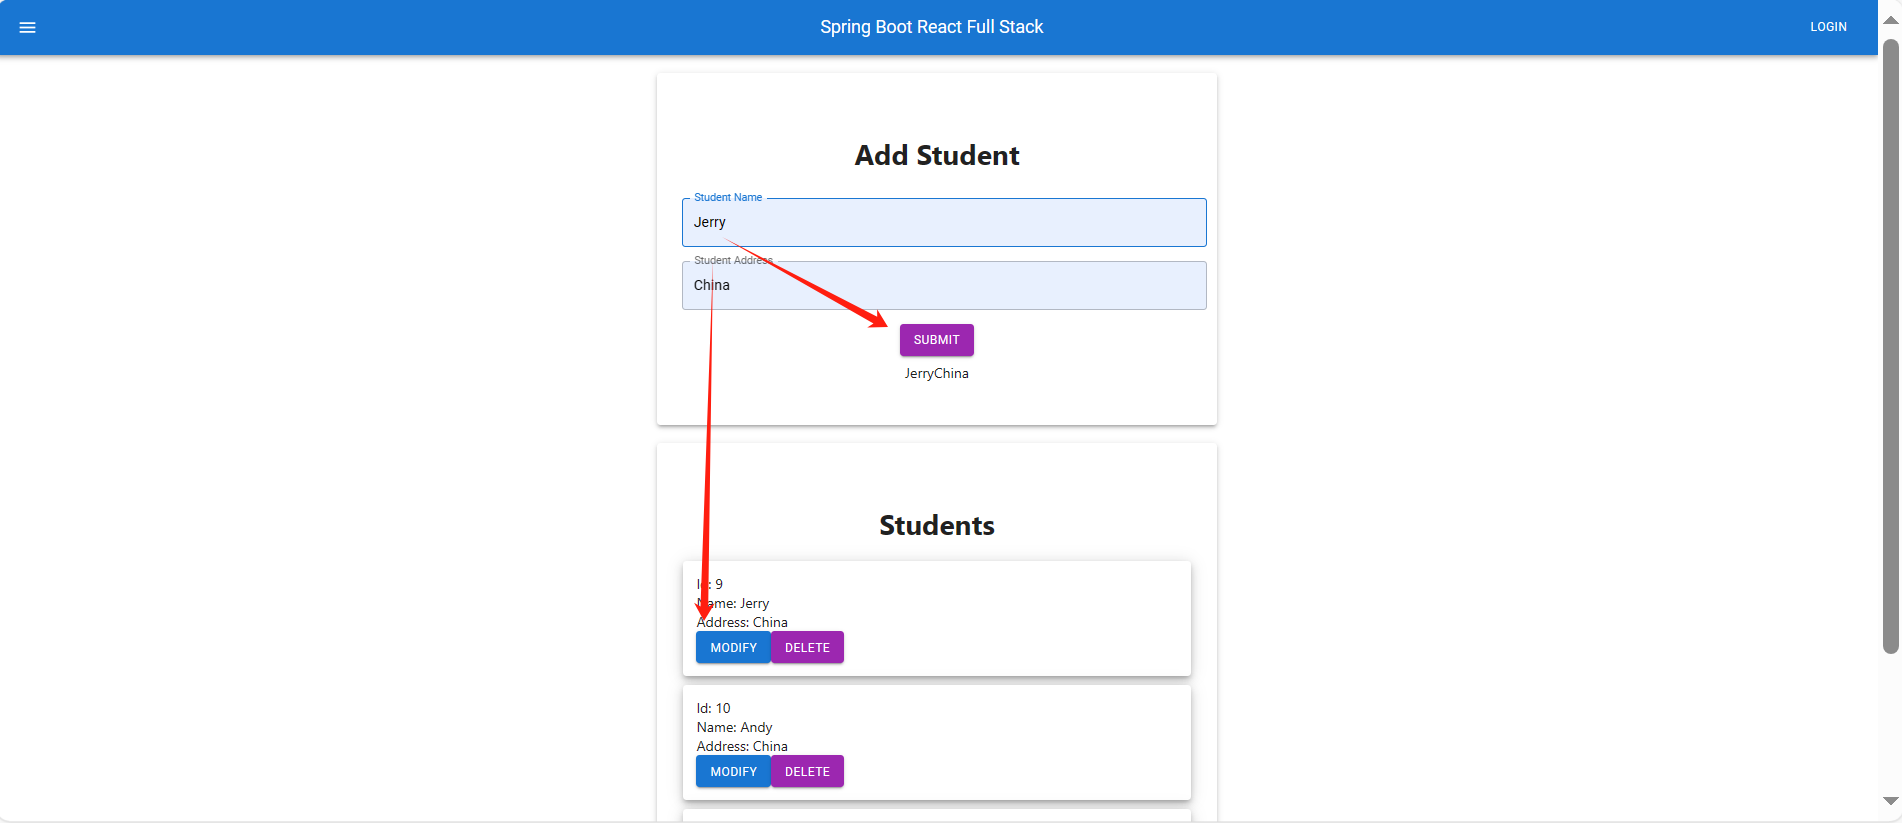 Spring Boot React Full Stack
LOGIN
Add Student
Student Name
Jerry
Student Address
China
SUBMIT
JerryChina
Students
Id: 9
Name: Jerry
Address: China
MODIFY DELETE
Id: 10
Name: Andy
Address: China
MODIFY DELETE